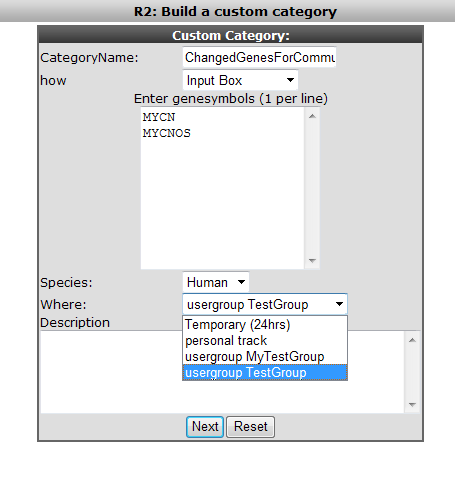 R2: Build a custom category
Custom Category:
CategoryName: ChangedGenesForCommu
how Input Box
Enter genesymbols (1 per line)
MYCN
MYCNOS
Species: Human
Where: usergroup TestGroup
Description
Temporary (24hrs)
personal track
usergroup MyTestGroup
usergroup TestGroup
Next Reset